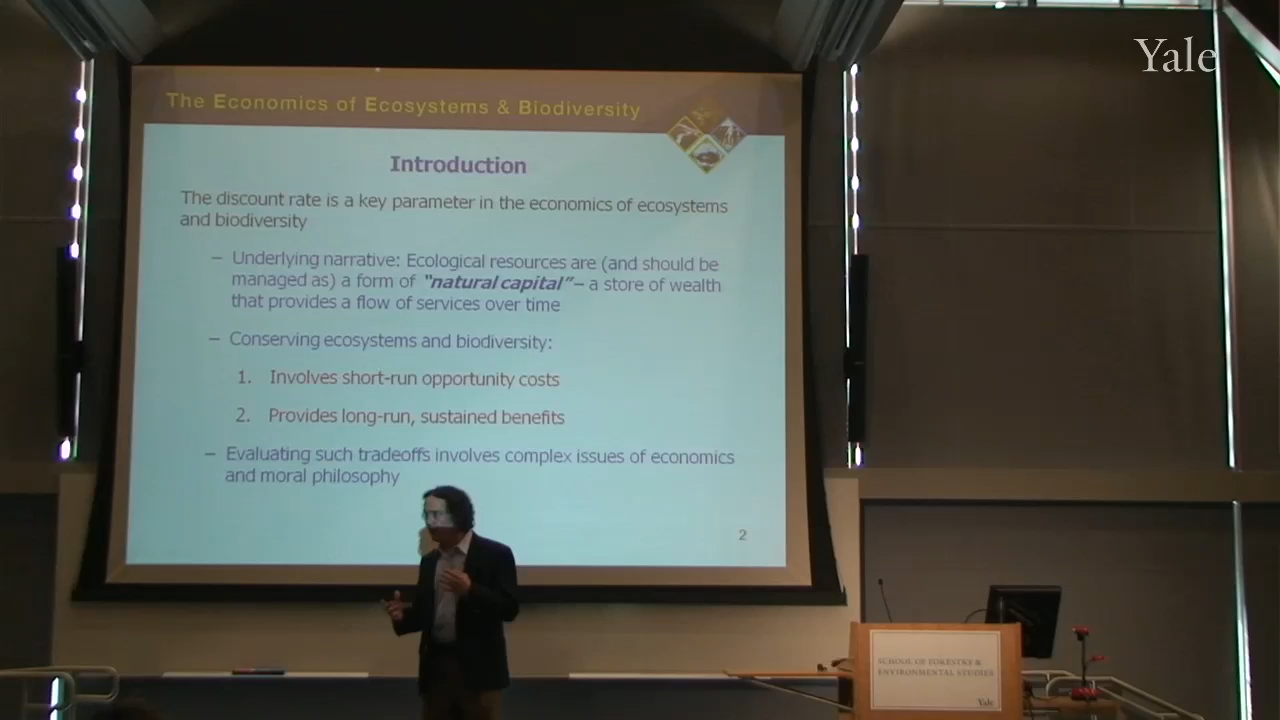 Yale
The Economics of Ecosystems & Biodiversity
Introduction
The discount rate is a key parameter in the economics of ecosystems
and biodiversity
– Underlying narrative: Ecological resources are (and should be
managed as) a form of "natural capital" – a store of wealth
that provides a flow of services over time
– Conserving ecosystems and biodiversity:
1. Involves short-run opportunity costs
2. Provides long-run, sustained benefits
– Evaluating such tradeoffs involves complex issues of economics
and moral philosophy
2
SCHOOL OF FORESTRY &
ENVIRONMENTAL STUDIES
Yale